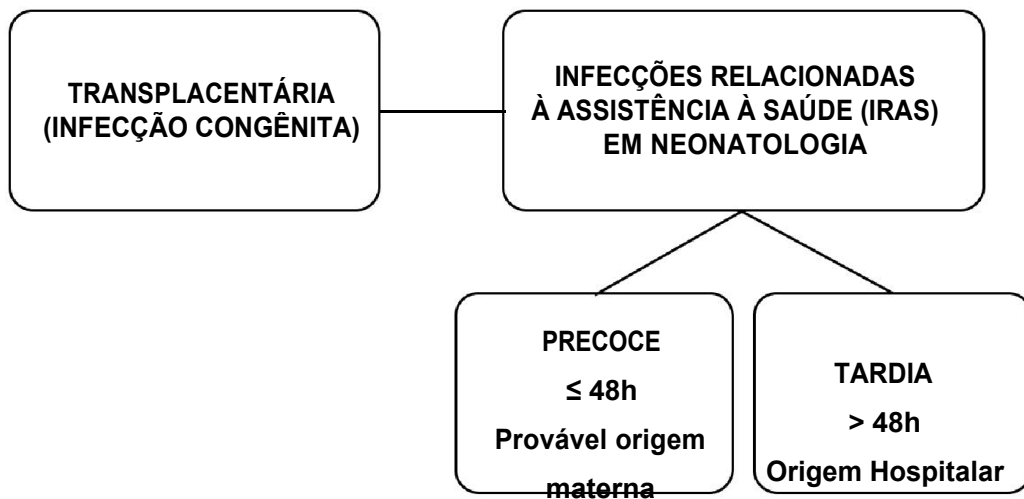 TRANSPLACENTÁRIA
(INFECÇÃO CONGÊNITA)
INFECÇÕES RELACIONADAS
À ASSISTÊNCIA À SAÚDE (IRAS)
EM NEONATOLOGIA
PRECOCE
≤ 48h
Provável origem
materna
TARDIA
> 48h
Origem Hospitalar